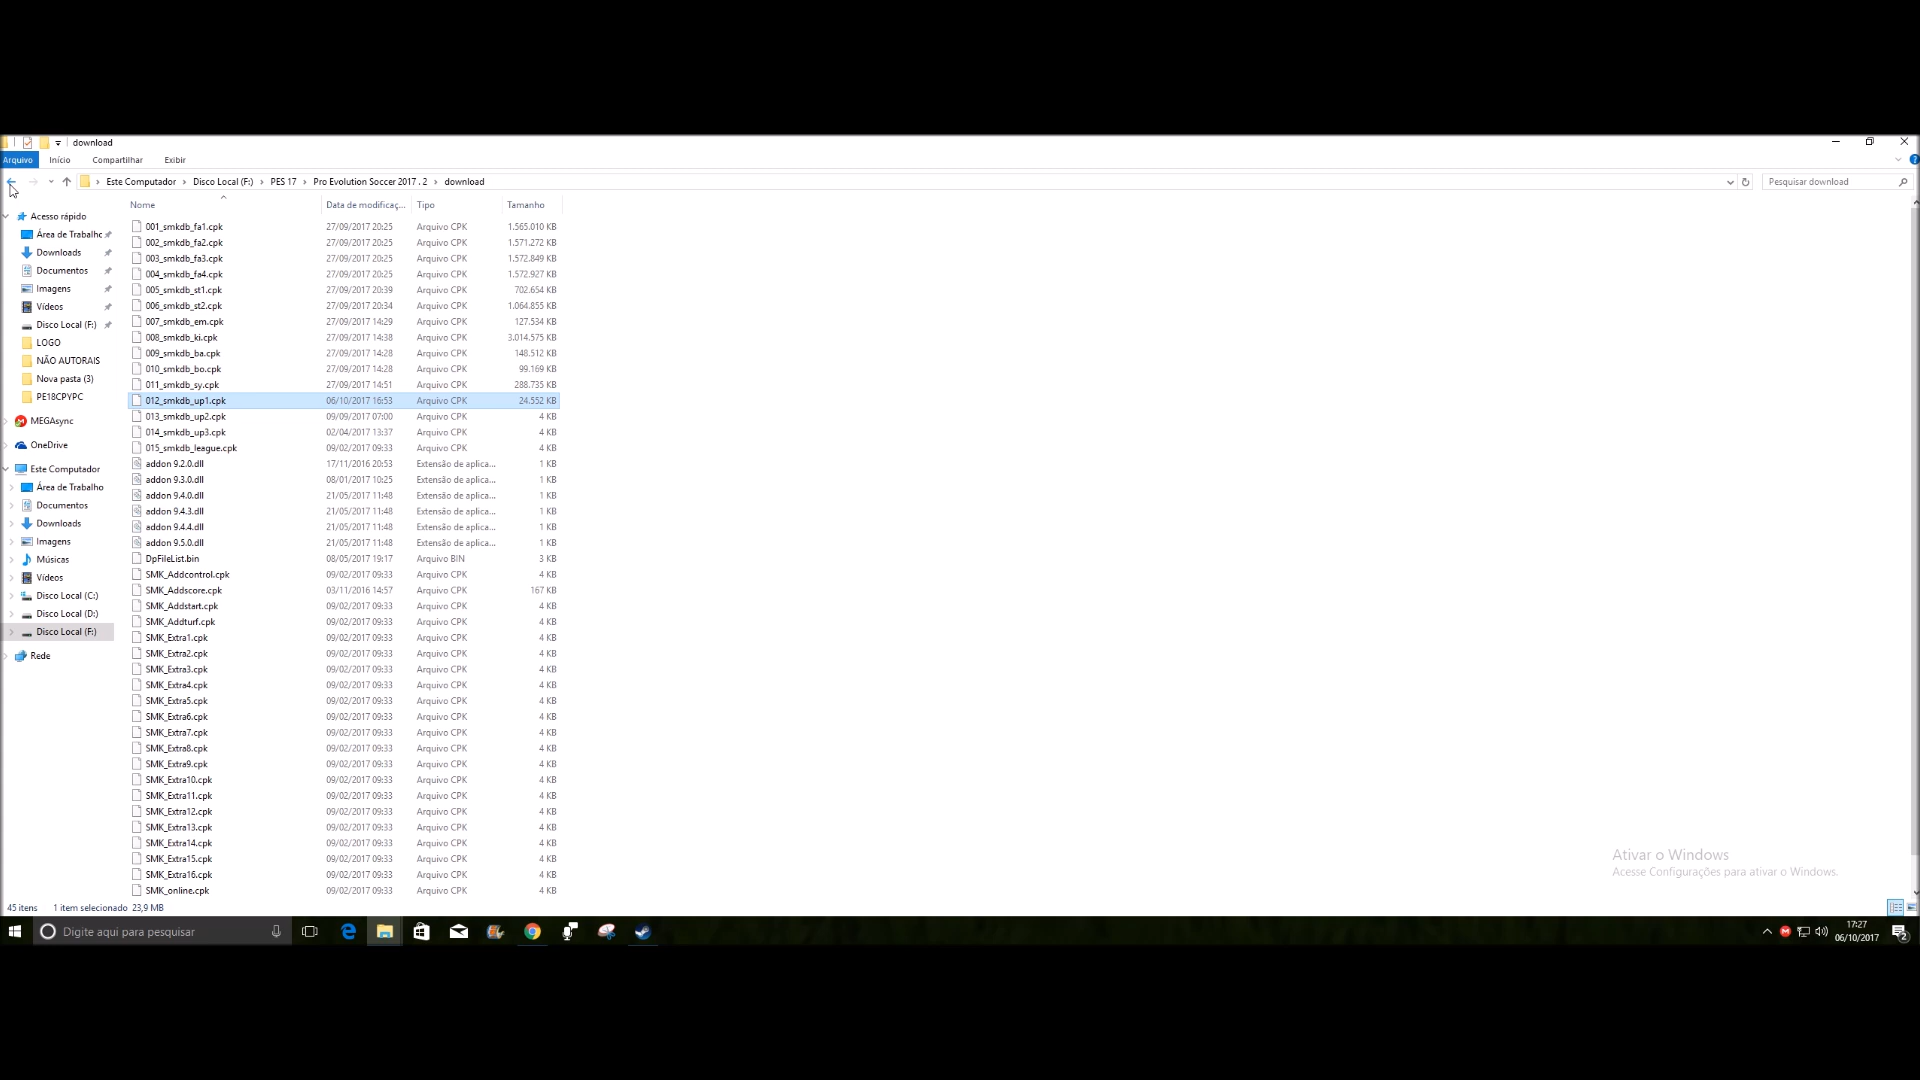 download
Arquivo Início Compartilhar Exibir
Este Computador › Disco Local (F:) › PES 17 › Pro Evolution Soccer 2017 . 2 › download
Pesquisar download
Nome Data de modificaç... Tipo Tamanho
Acesso rápido
Área de Trabalhc
Downloads
Documentos
Imagens
Vídeos
Disco Local (F:)
LOGO
NÃO AUTORAIS
Nova pasta (3)
PE18CPYPC
MEGAsync
OneDrive
Este Computador
Área de Trabalho
Documentos
Downloads
Imagens
Músicas
Vídeos
Disco Local (C:)
Disco Local (D:)
Disco Local (F:)
Rede
001_smkdb_fa1.cpk 27/09/2017 20:25 Arquivo CPK 1.565.010 KB
002_smkdb_fa2.cpk 27/09/2017 20:25 Arquivo CPK 1.571.272 KB
003_smkdb_fa3.cpk 27/09/2017 20:25 Arquivo CPK 1.572.849 KB
004_smkdb_fa4.cpk 27/09/2017 20:25 Arquivo CPK 1.572.927 KB
005_smkdb_st1.cpk 27/09/2017 20:39 Arquivo CPK 702.654 KB
006_smkdb_st2.cpk 27/09/2017 20:34 Arquivo CPK 1.064.855 KB
007_smkdb_em.cpk 27/09/2017 14:29 Arquivo CPK 127.534 KB
008_smkdb_ki.cpk 27/09/2017 14:38 Arquivo CPK 3.014.575 KB
009_smkdb_ba.cpk 27/09/2017 14:28 Arquivo CPK 148.512 KB
010_smkdb_bo.cpk 27/09/2017 14:28 Arquivo CPK 99.169 KB
011_smkdb_sy.cpk 27/09/2017 14:51 Arquivo CPK 288.735 KB
012_smkdb_up1.cpk 06/10/2017 16:53 Arquivo CPK 24.552 KB
013_smkdb_up2.cpk 09/09/2017 07:00 Arquivo CPK 4 KB
014_smkdb_up3.cpk 02/04/2017 13:37 Arquivo CPK 4 KB
015_smkdb_league.cpk 09/02/2017 09:33 Arquivo CPK 4 KB
addon 9.2.0.dll 17/11/2016 20:53 Extensão de aplica... 1 KB
addon 9.3.0.dll 08/01/2017 10:25 Extensão de aplica... 1 KB
addon 9.4.0.dll 21/05/2017 11:48 Extensão de aplica... 1 KB
addon 9.4.3.dll 21/05/2017 11:48 Extensão de aplica... 1 KB
addon 9.4.4.dll 21/05/2017 11:48 Extensão de aplica... 1 KB
addon 9.5.0.dll 21/05/2017 11:48 Extensão de aplica... 1 KB
DpFileList.bin 08/05/2017 19:17 Arquivo BIN 3 KB
SMK_Addcontrol.cpk 09/02/2017 09:33 Arquivo CPK 4 KB
SMK_Addscore.cpk 03/11/2016 14:57 Arquivo CPK 167 KB
SMK_Addstart.cpk 09/02/2017 09:33 Arquivo CPK 4 KB
SMK_Addturf.cpk 09/02/2017 09:33 Arquivo CPK 4 KB
SMK_Extra1.cpk 09/02/2017 09:33 Arquivo CPK 4 KB
SMK_Extra2.cpk 09/02/2017 09:33 Arquivo CPK 4 KB
SMK_Extra3.cpk 09/02/2017 09:33 Arquivo CPK 4 KB
SMK_Extra4.cpk 09/02/2017 09:33 Arquivo CPK 4 KB
SMK_Extra5.cpk 09/02/2017 09:33 Arquivo CPK 4 KB
SMK_Extra6.cpk 09/02/2017 09:33 Arquivo CPK 4 KB
SMK_Extra7.cpk 09/02/2017 09:33 Arquivo CPK 4 KB
SMK_Extra8.cpk 09/02/2017 09:33 Arquivo CPK 4 KB
SMK_Extra9.cpk 09/02/2017 09:33 Arquivo CPK 4 KB
SMK_Extra10.cpk 09/02/2017 09:33 Arquivo CPK 4 KB
SMK_Extra11.cpk 09/02/2017 09:33 Arquivo CPK 4 KB
SMK_Extra12.cpk 09/02/2017 09:33 Arquivo CPK 4 KB
SMK_Extra13.cpk 09/02/2017 09:33 Arquivo CPK 4 KB
SMK_Extra14.cpk 09/02/2017 09:33 Arquivo CPK 4 KB
SMK_Extra15.cpk 09/02/2017 09:33 Arquivo CPK 4 KB
SMK_Extra16.cpk 09/02/2017 09:33 Arquivo CPK 4 KB
SMK_online.cpk 09/02/2017 09:33 Arquivo CPK 4 KB
Ativar o Windows
Acesse Configurações para ativar o Windows.
45 itens 1 item selecionado 23,9 MB
Digite aqui para pesquisar
17:27
06/10/2017
2